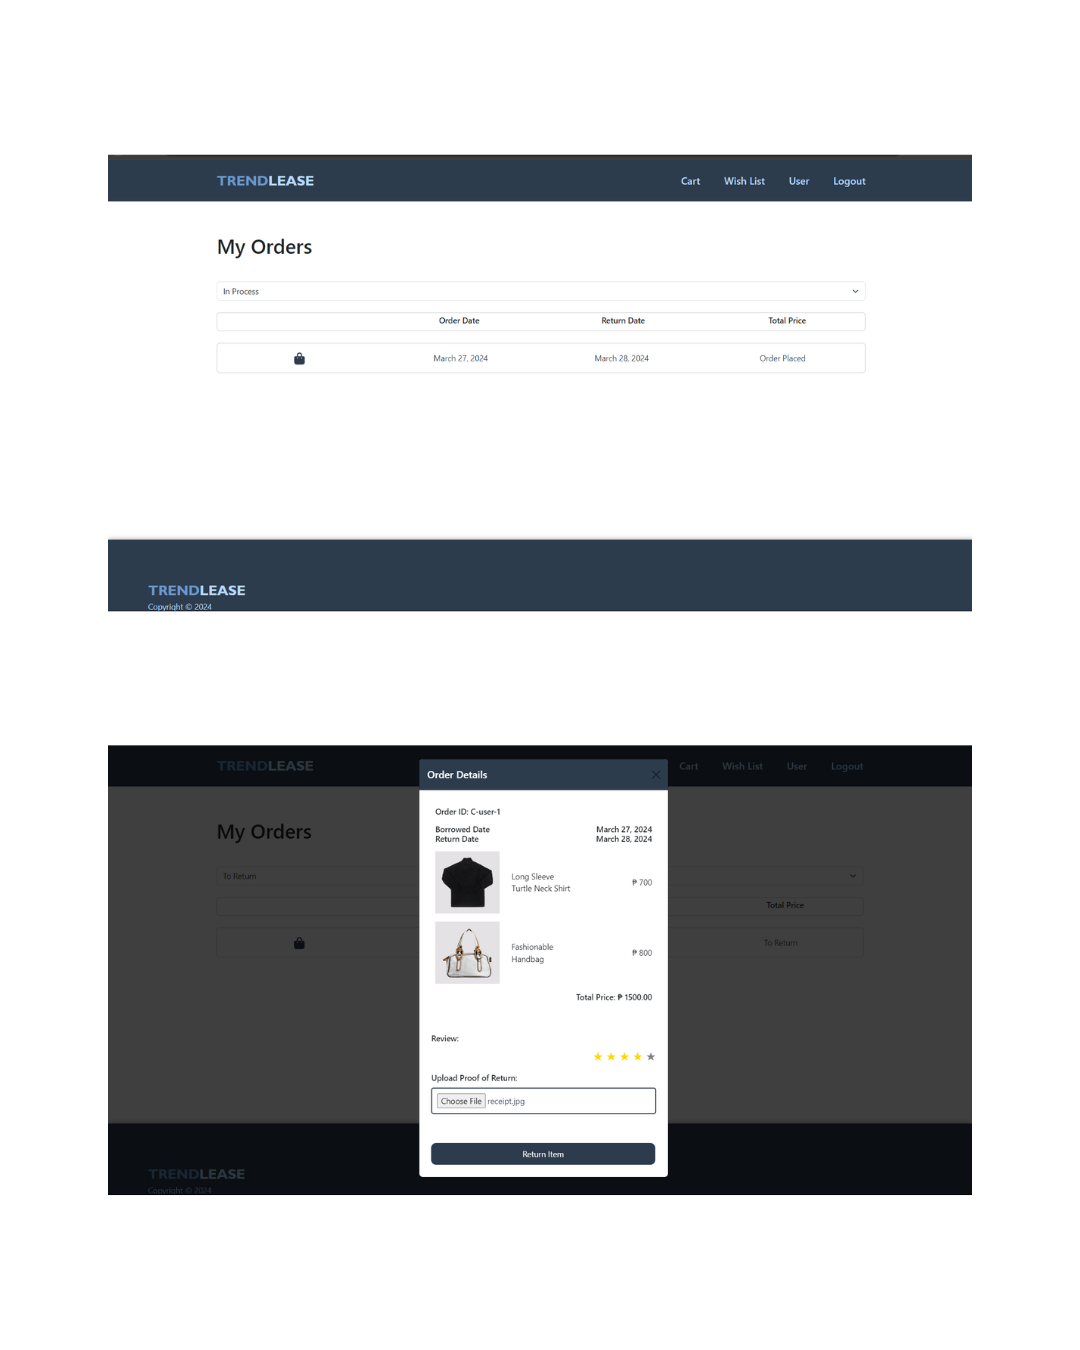 TRENDLEASE
Cart Wish List User Logout
My Orders
In Process
Order Date Return Date Total Price
March 27, 2024 March 28, 2024 Order Placed
TRENDLEASE
Copyright © 2024
TRENDLEASE
Cart Wish List User Logout
Order Details
My Orders
To Return
Total Price
To Return
Order ID: C-user-1
Borrowed Date March 27, 2024
Return Date March 28, 2024
Long Sleeve
Turtle Neck Shirt
₱ 700
Fashionable
Handbag
₱ 800
Total Price: ₱ 1500.00
Review:
Upload Proof of Return:
Choose File receipt.jpg
Return Item
TRENDLEASE
Copyright © 2024